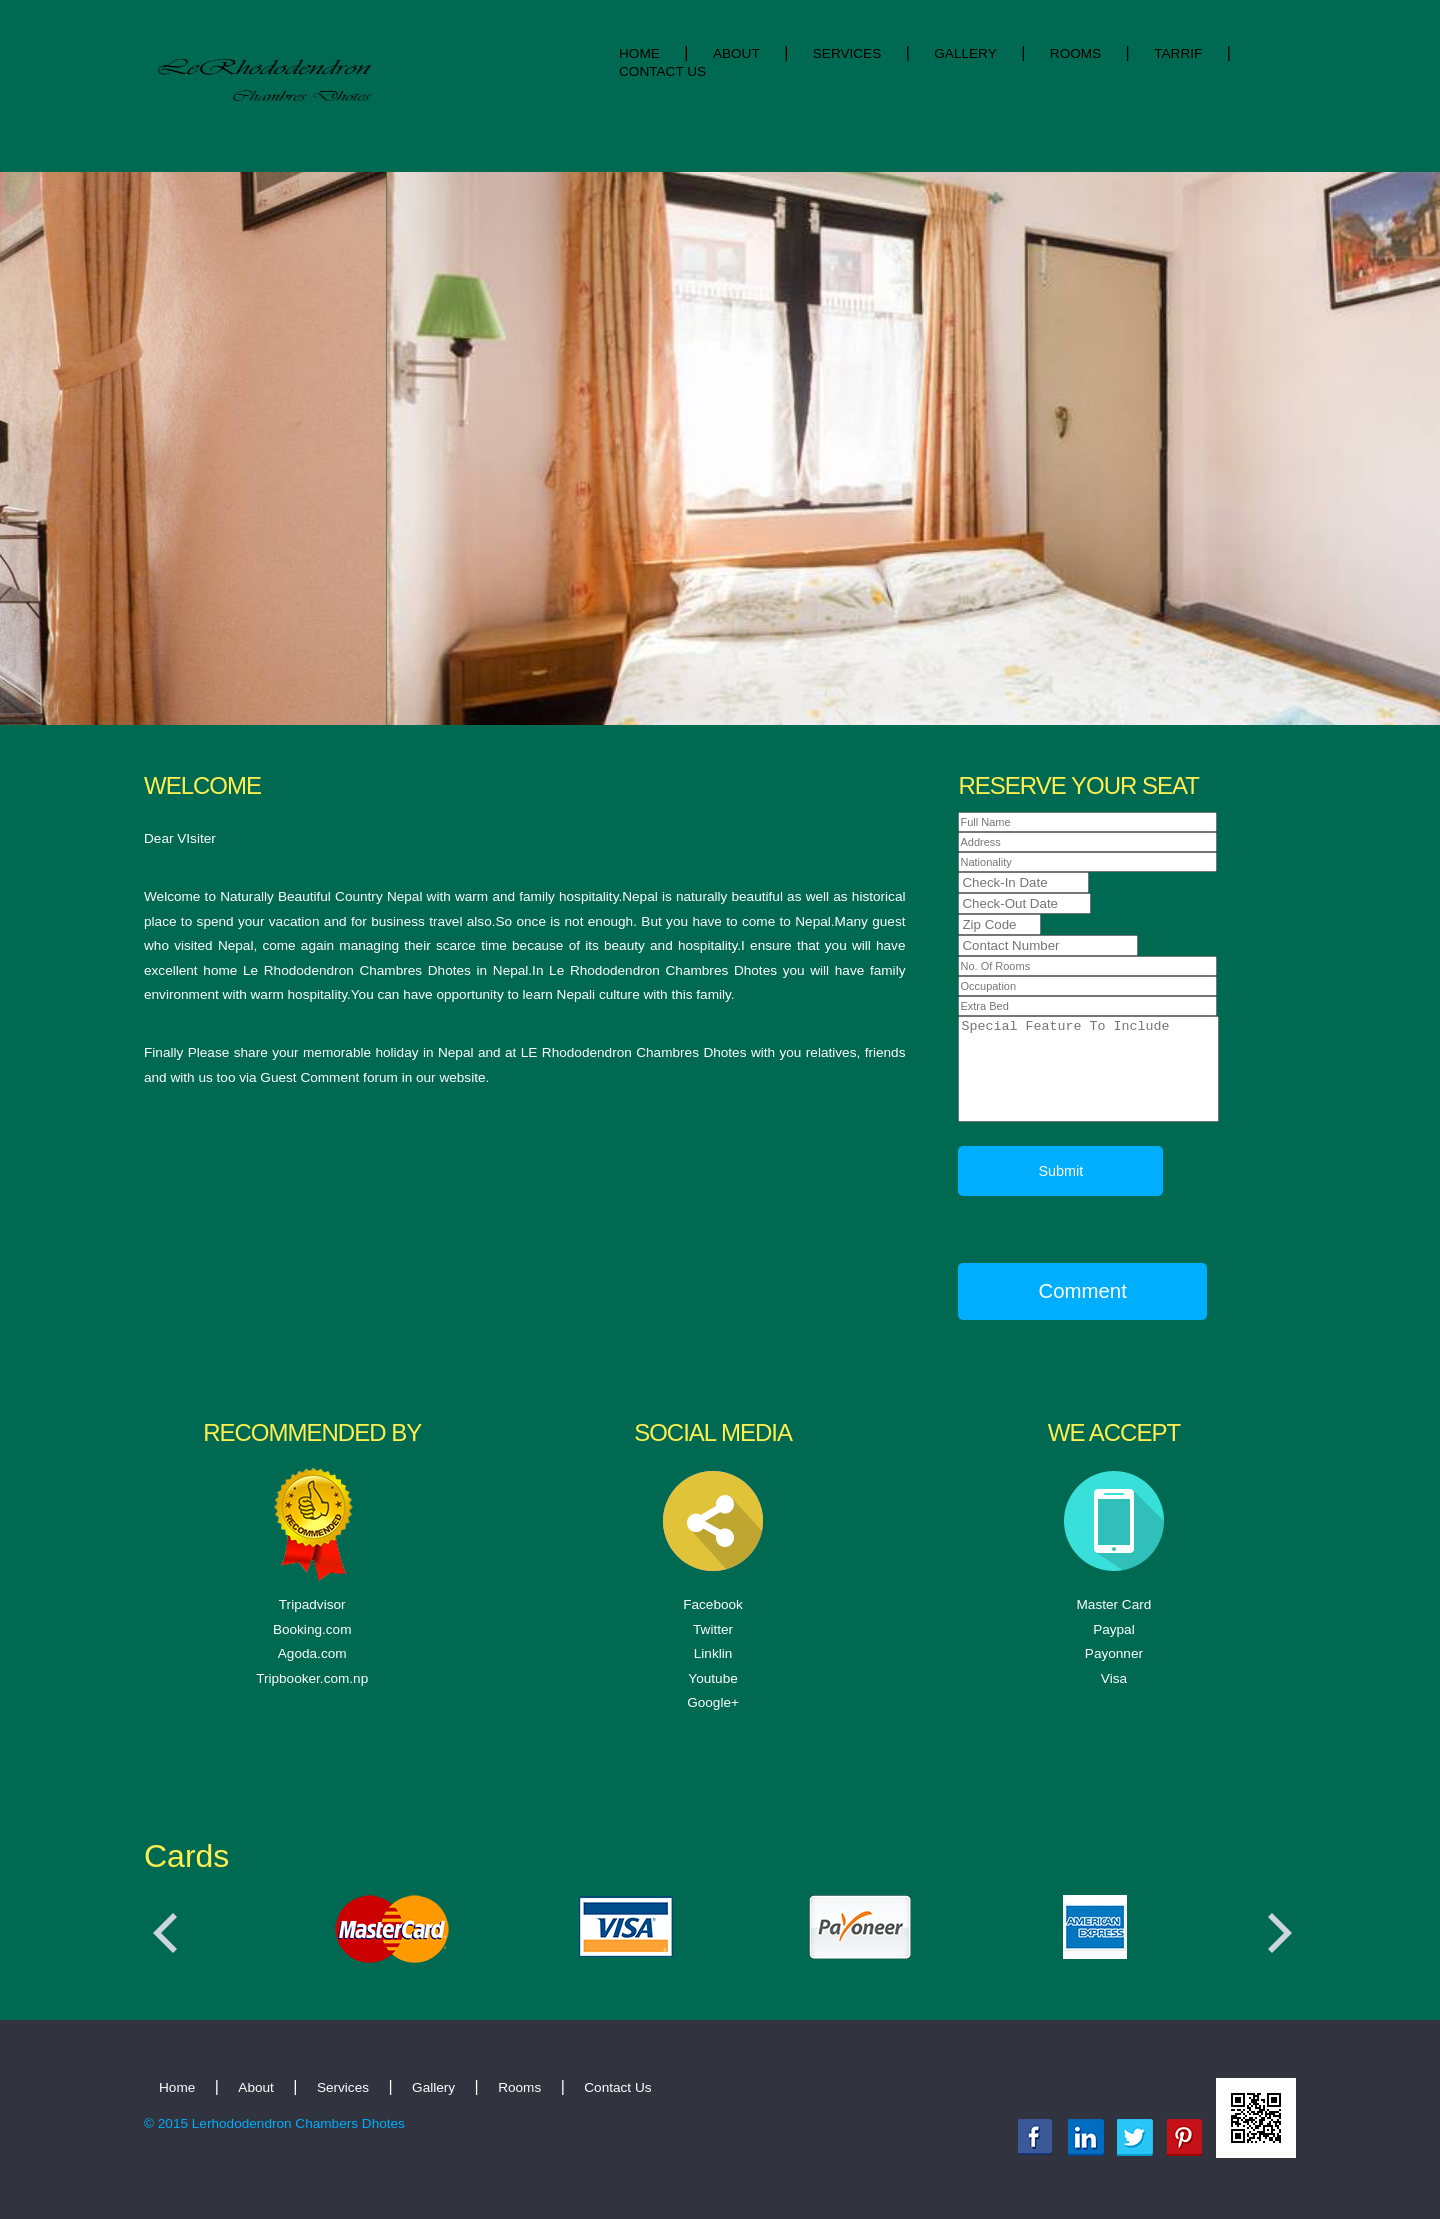 LeRhododendron
Chambres Dhotes
HOME | ABOUT | SERVICES | GALLERY | ROOMS | TARRIF |
CONTACT US
WELCOME
Dear VIsiter
Welcome to Naturally Beautiful Country Nepal with warm and family hospitality.Nepal is naturally beautiful as well as historical
place to spend your vacation and for business travel also.So once is not enough. But you have to come to Nepal.Many guest
who visited Nepal, come again managing their scarce time because of its beauty and hospitality.I ensure that you will have
excellent home Le Rhododendron Chambres Dhotes in Nepal.In Le Rhododendron Chambres Dhotes you will have family
environment with warm hospitality.You can have opportunity to learn Nepali culture with this family.
Finally Please share your memorable holiday in Nepal and at LE Rhododendron Chambres Dhotes with you relatives, friends
and with us too via Guest Comment forum in our website.
RESERVE YOUR SEAT
Full Name
Address
Nationality
Check-In Date
Check-Out Date
Zip Code
Contact Number
No. Of Rooms
Occupation
Extra Bed
Special Feature To Include
Submit
Comment
RECOMMENDED BY
RECOMMENDED
Tripadvisor
Booking.com
Agoda.com
Tripbooker.com.np
SOCIAL MEDIA
Facebook
Twitter
Linklin
Youtube
Google+
WE ACCEPT
Master Card
Paypal
Payonner
Visa
Cards
MasterCard
VISA
Payoneer
AMERICAN
EXPRESS
Home | About | Services | Gallery | Rooms | Contact Us
© 2015 Lerhododendron Chambers Dhotes
f
in